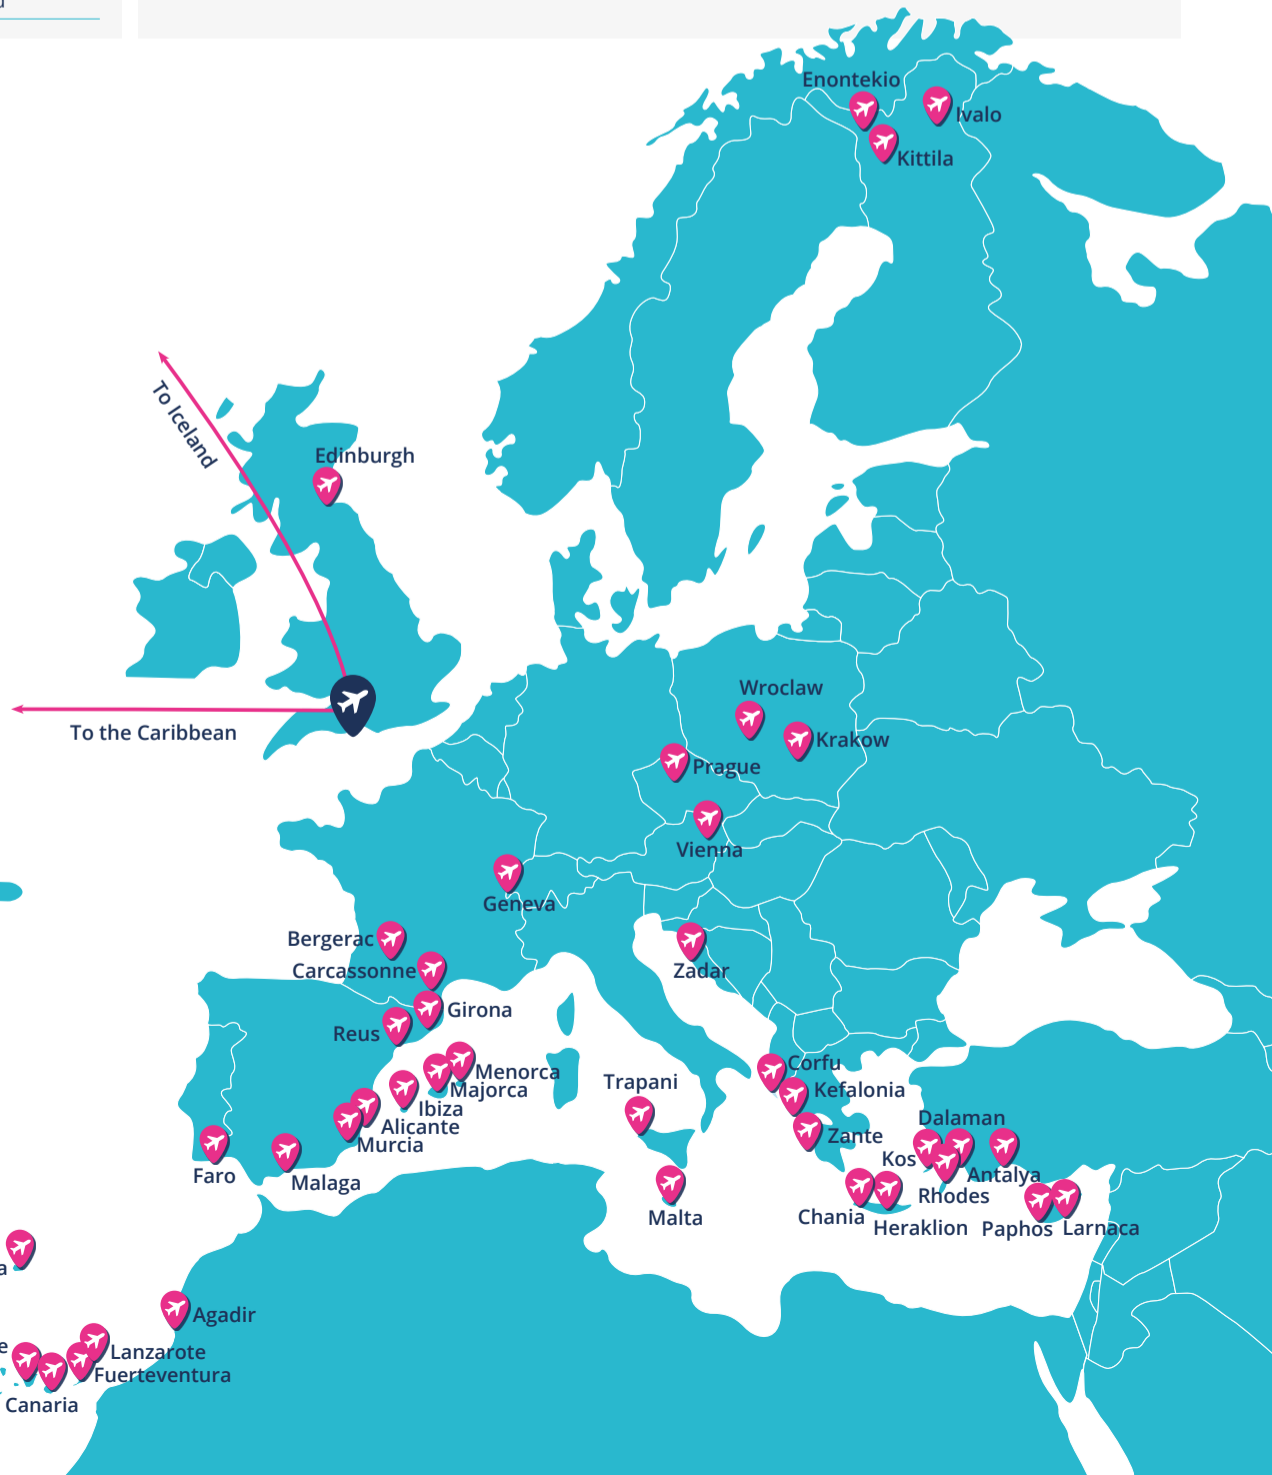 Enontekio
Ivalo
Kittila
To Iceland
Edinburgh
To the Caribbean
Wroclaw
Krakow
Prague
Vienna
Geneva
Bergerac
Carcassonne
Zadar
Girona
Reus
Menorca
Majorca
Ibiza
Alicante
Murcia
Trapani
Corfu
Kefalonia
Zante
Dalaman
Kos
Antalya
Rhodes
Faro
Malaga
Malta
Chania
Heraklion
Paphos
Larnaca
Agadir
Lanzarote
Fuerteventura
Canaria